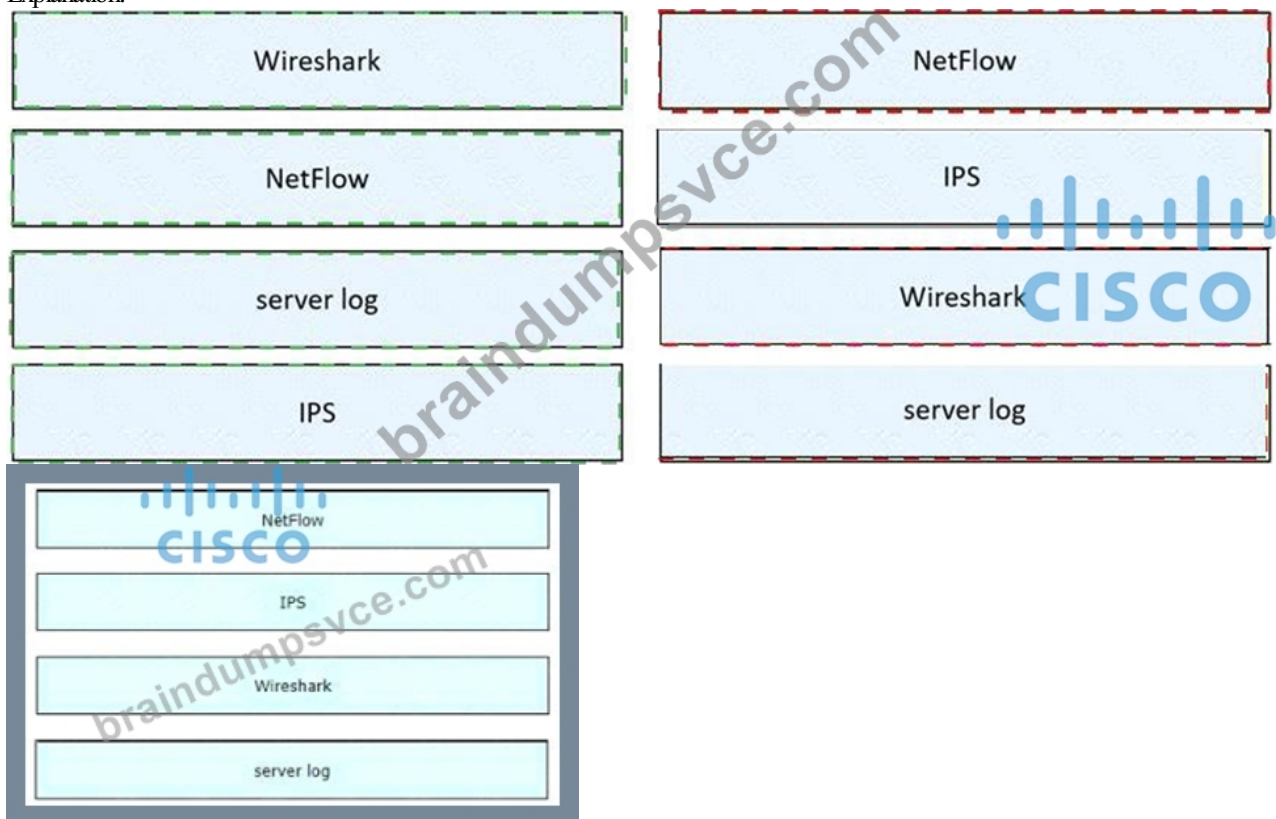 Explanation:
Wireshark
NetFlow
server log
IPS
NetFlow
IPS
Wireshark
server log
CISCO
braindumpsvce.com
NetFlow
IPS
Wireshark
server log
CISCO
braindumpsvce.com